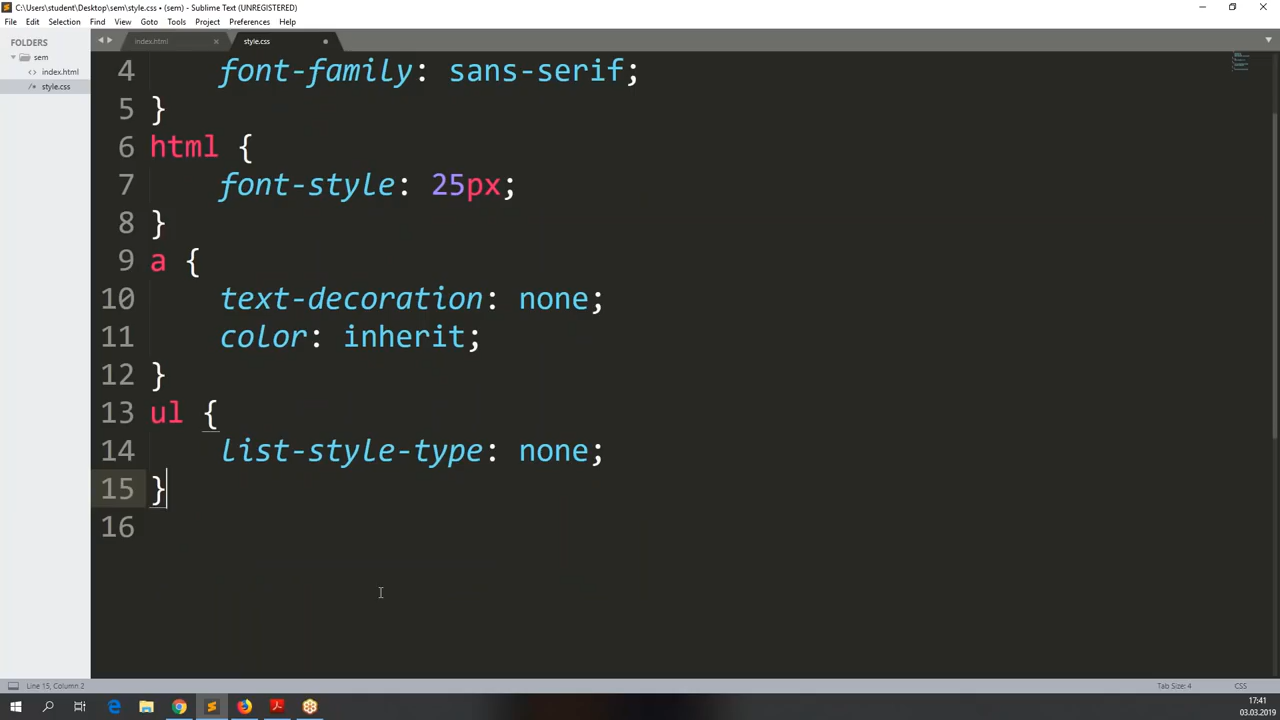 C:\Users\student\Desktop\sem\style.css • (sem) - Sublime Text (UNREGISTERED)
File Edit Selection Find View Goto Tools Project Preferences Help
FOLDERS
sem
<> index.html
/* style.css
index.html
style.css
4 font-family: sans-serif;
5 }
6 html {
7 font-style: 25px;
8 }
9 a {
10 text-decoration: none;
11 color: inherit;
12 }
13 ul {
14 list-style-type: none;
15 }
16
Line 15, Column 2
Tab Size: 4
CSS
17:41
03.03.2019